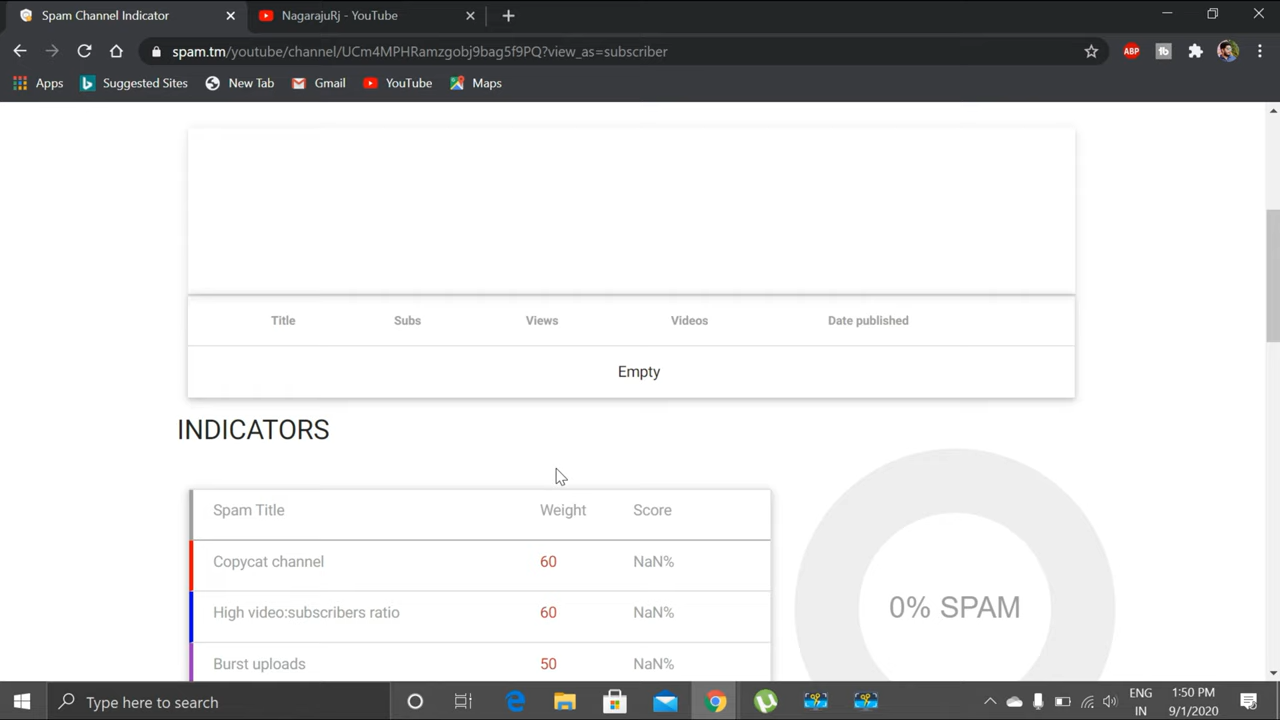 Spam Channel Indicator
NagarajuRj - YouTube
spam.tm/youtube/channel/UCm4MPHRamzgobj9bag5f9PQ?view_as=subscriber
ABP
Apps Suggested Sites New Tab Gmail YouTube Maps
Title Subs Views Videos Date published
Empty
INDICATORS
Spam Title Weight Score
Copycat channel 60 NaN%
High video:subscribers ratio 60 NaN%
Burst uploads 50 NaN%
0% SPAM
Type here to search
ENG
IN
1:50 PM
9/1/2020